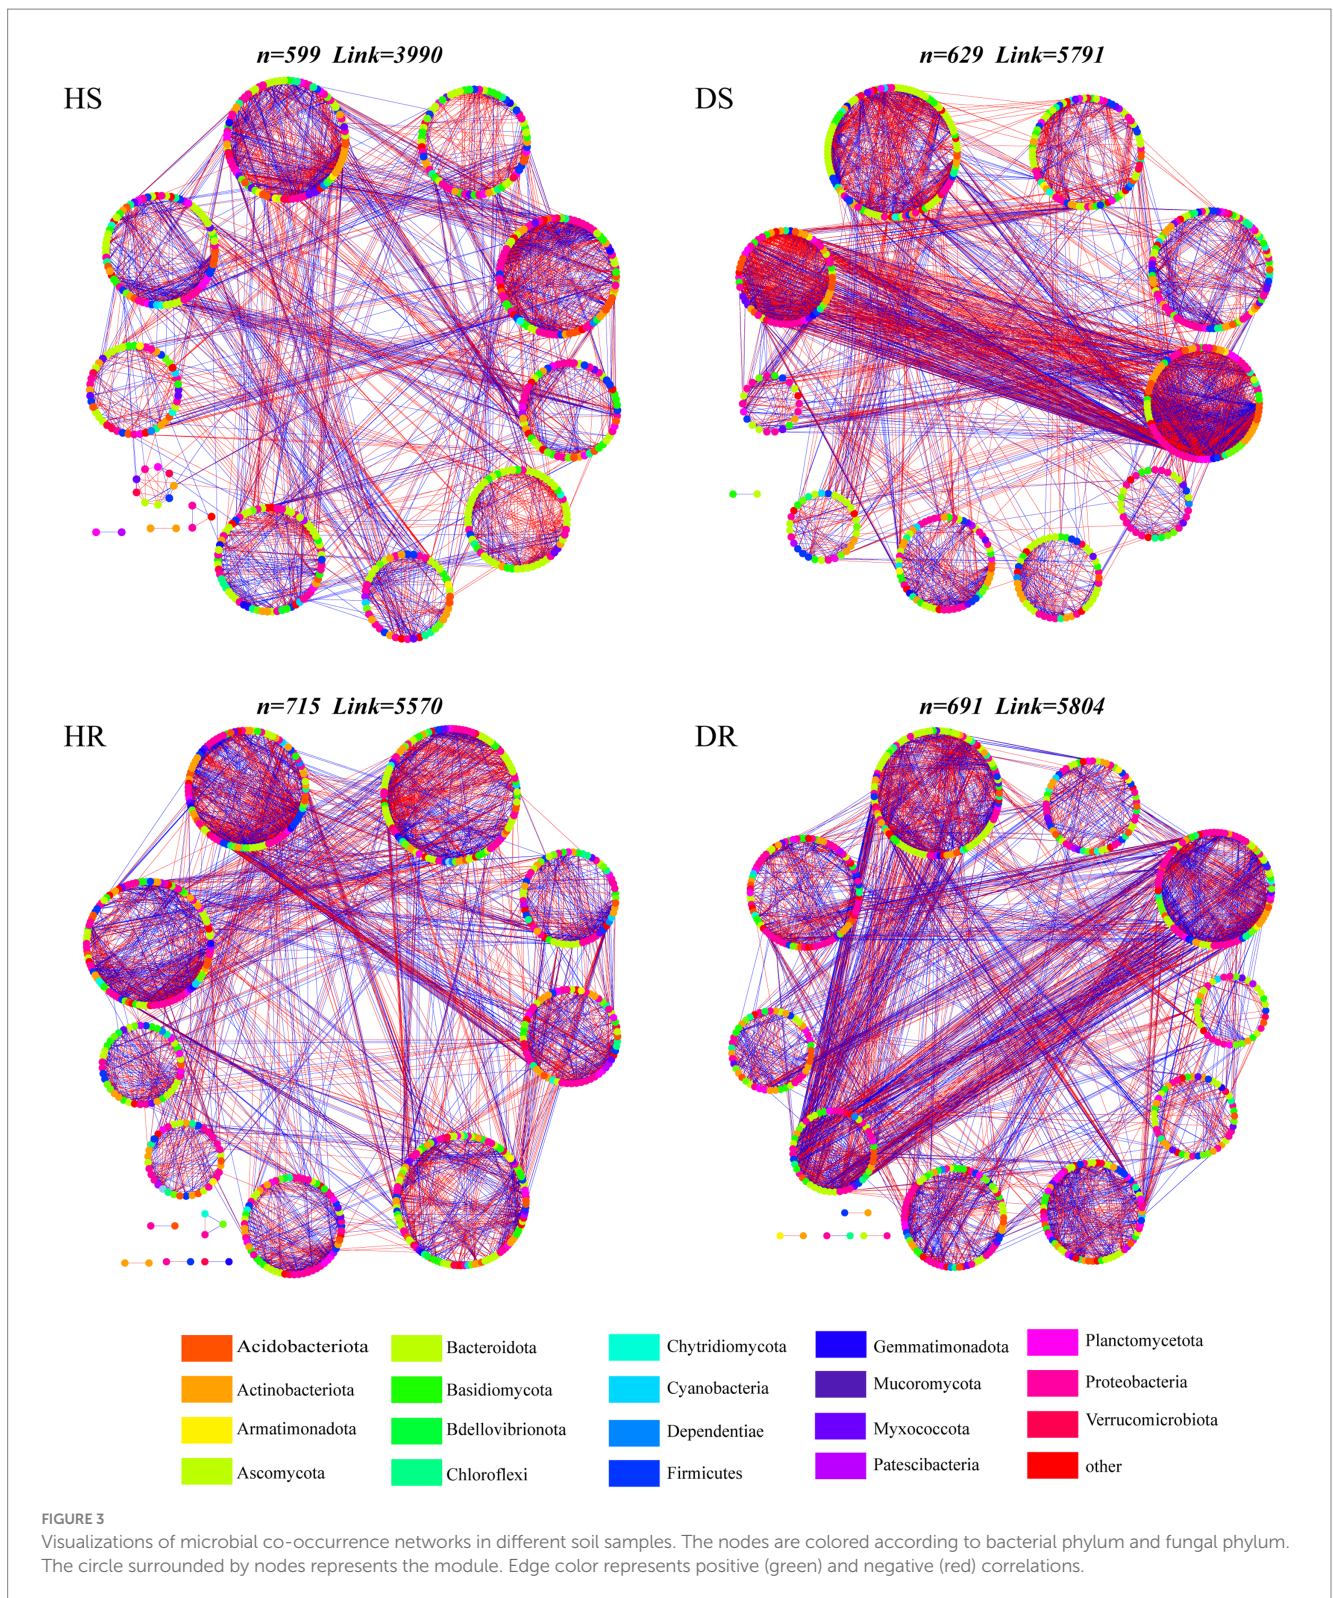 n=599 Link=3990
HS
n=629 Link=5791
DS
n=715 Link=5570
HR
n=691 Link=5804
DR
Acidobacteriota
Actinobacteriota
Armatimonadota
Ascomycota
Bacteroidota
Basidiomycota
Bdellovibrionota
Chloroflexi
Chytridiomycota
Cyanobacteria
Dependentiae
Firmicutes
Gemmatimonadota
Mucoromycota
Myxococcota
Patescibacteria
Planctomycetota
Proteobacteria
Verrucomicrobiota
other
FIGURE 3
Visualizations of microbial co-occurrence networks in different soil samples. The nodes are colored according to bacterial phylum and fungal phylum.
The circle surrounded by nodes represents the module. Edge color represents positive (green) and negative (red) correlations.